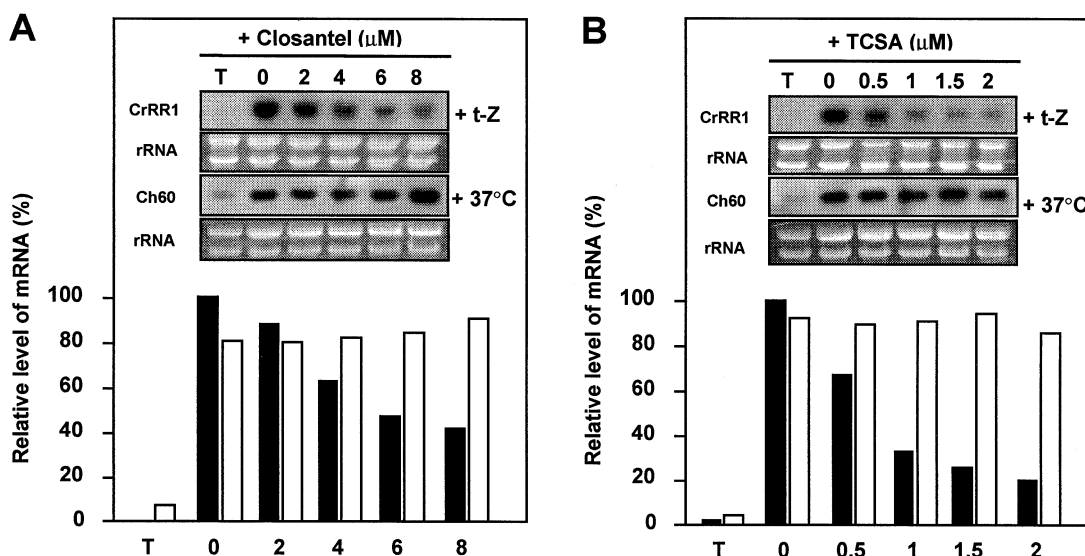 A
+ Closantel (µM)
T 0 2 4 6 8
CrRR1
+ t-Z
rRNA
Ch60
+ 37°C
rRNA
Relative level of mRNA (%)
100
80
60
40
20
0
T 0 2 4 6 8
B
+ TCSA (µM)
T 0 0.5 1 1.5 2
CrRR1
+ t-Z
rRNA
Ch60
+ 37°C
rRNA
Relative level of mRNA (%)
100
80
60
40
20
0
T 0 0.5 1 1.5 2